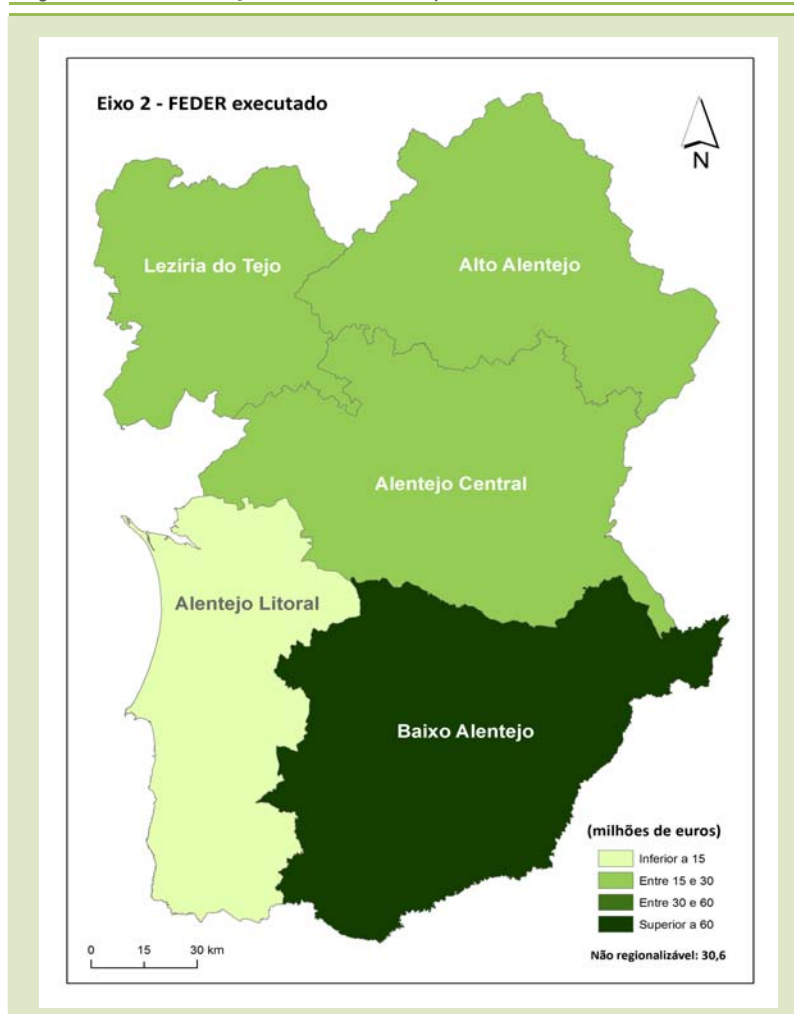 Eixo 2 - FEDER executado
N
Lezíria do Tejo
Alto Alentejo
Alentejo Central
Alentejo Litoral
Baixo Alentejo
(milhões de euros)
Inferior a 15
Entre 15 e 30
Entre 30 e 60
Superior a 60
0 15 30 km
Não regionalizável: 30,6